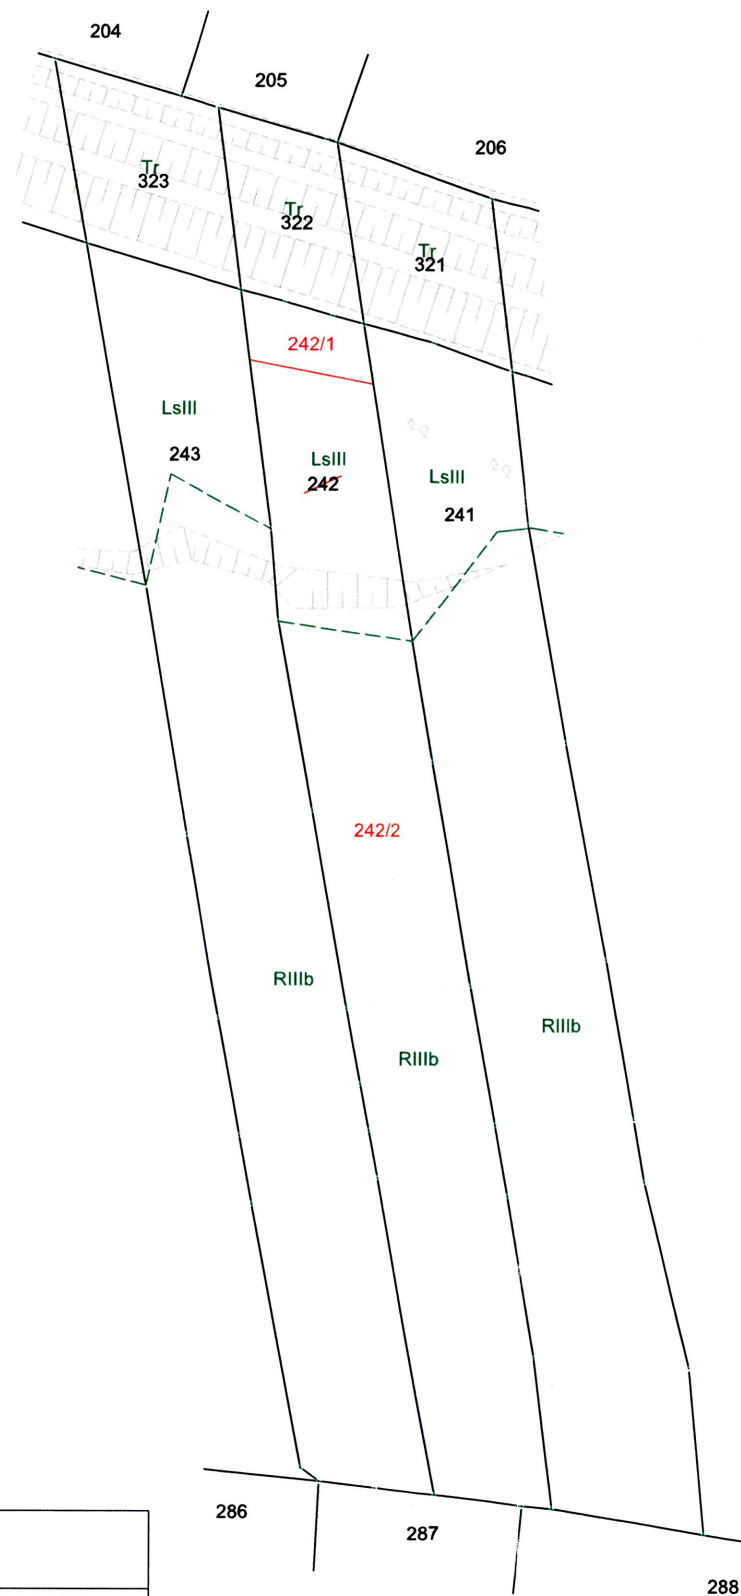 204
205
206
Tr
323
Tr
322
Tr
321
242/1
LsIII
243
LsIII
242
LsIII
241
242/2
RIIIb
RIIIb
RIIIb
286
287
288